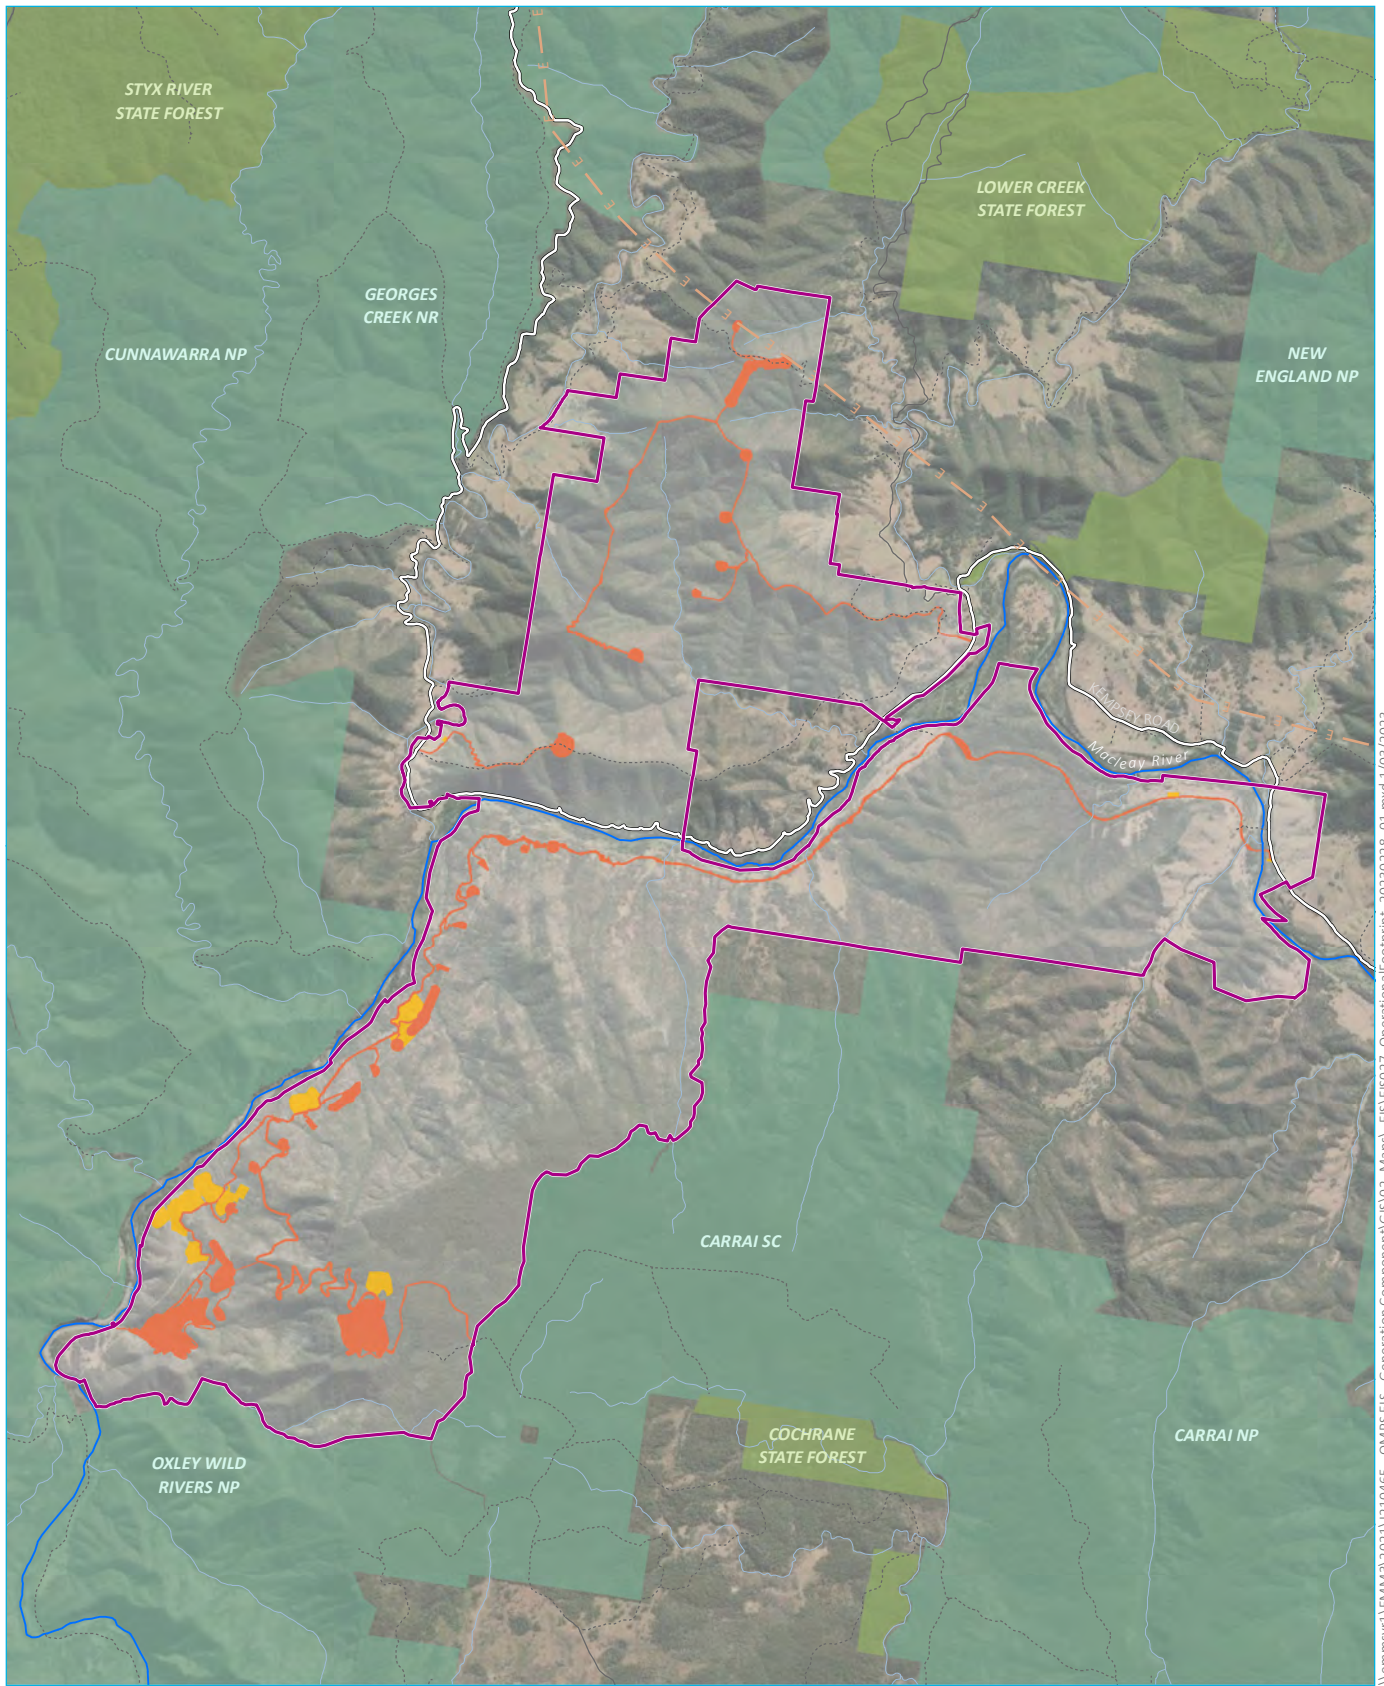 STYX RIVER
STATE FOREST
LOWER CREEK
STATE FOREST
GEORGES
CREEK NR
CUNNAWARRA NP
NEW
ENGLAND NP
KEMPSEY ROAD
Macleay River
CARRAI SC
COCHRANE
STATE FOREST
CARRAI NP
OXLEY WILD
RIVERS NP